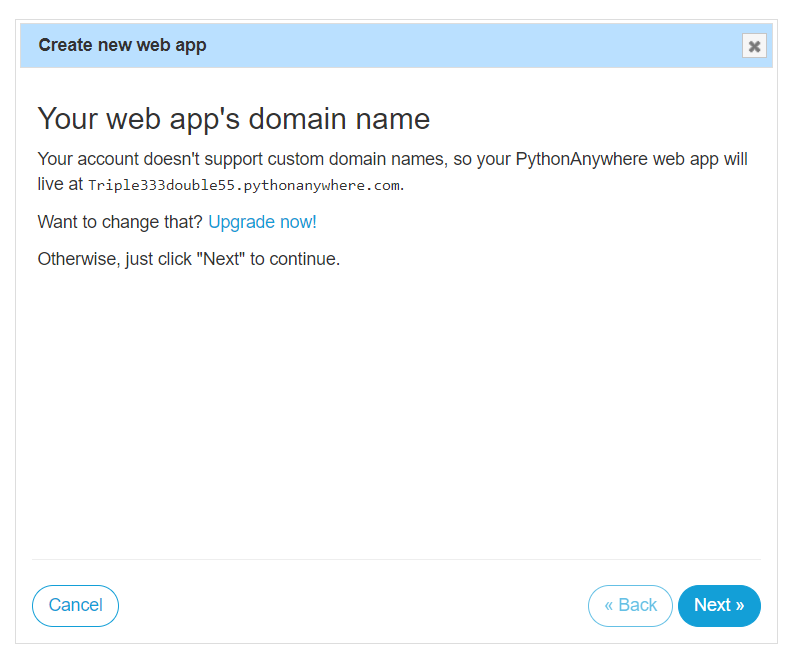 Create new web app
Your web app's domain name
Your account doesn't support custom domain names, so your PythonAnywhere web app will
live at Triple333double55.pythonanywhere.com.
Want to change that? Upgrade now!
Otherwise, just click "Next" to continue.
Cancel
« Back
Next »